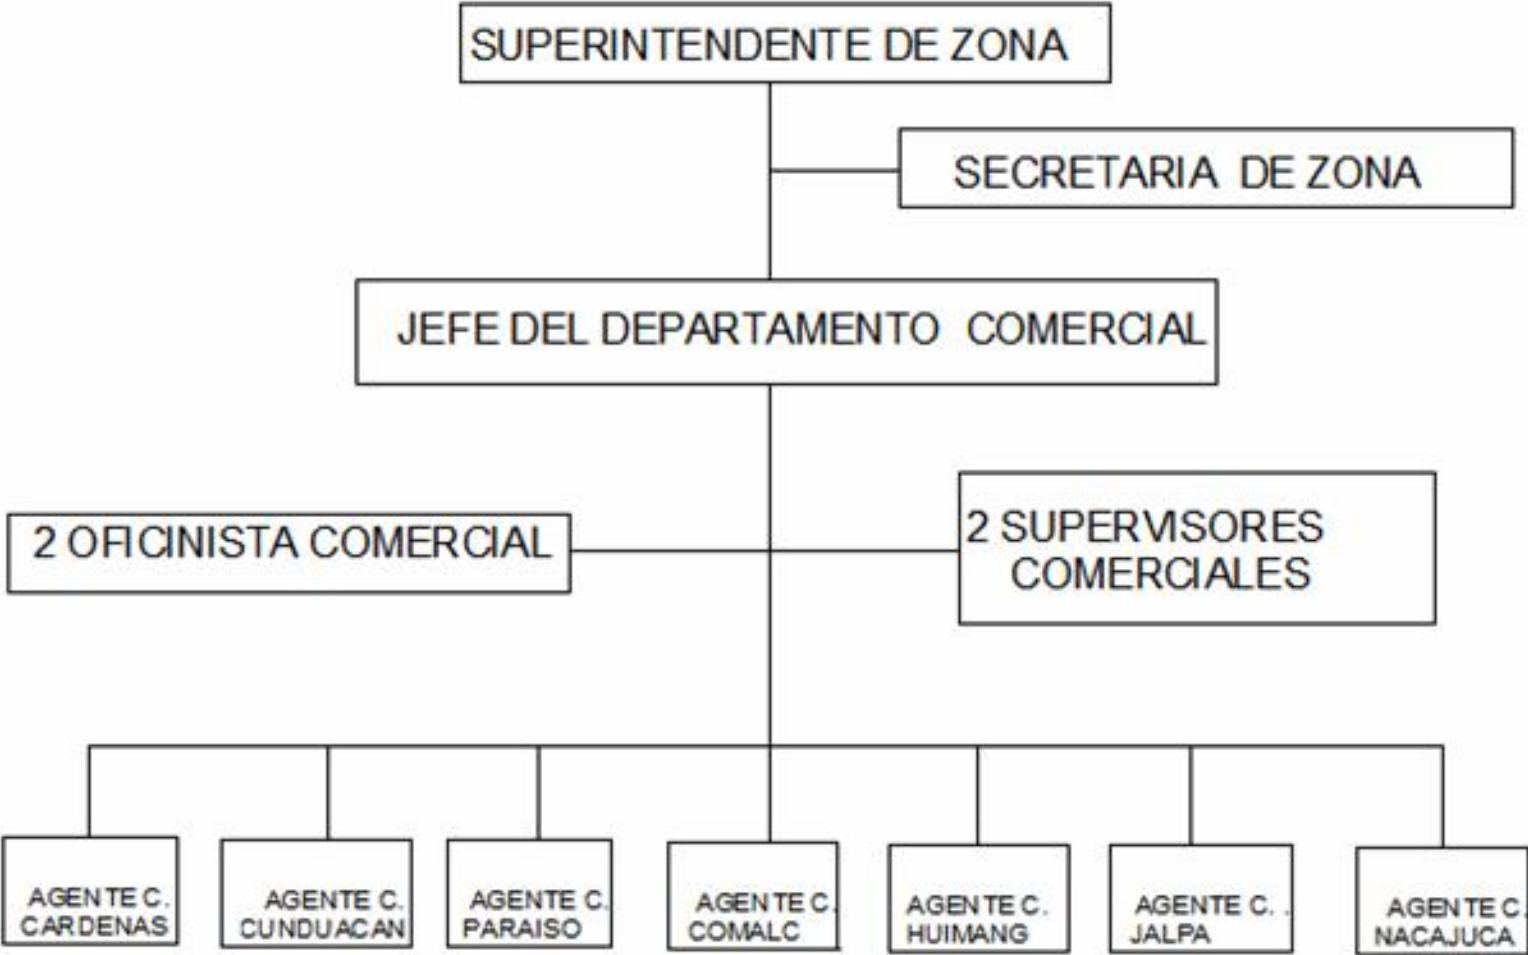 SUPERINTENDENTE DE ZONA
SECRETARIA DE ZONA
JEFE DEL DEPARTAMENTO COMERCIAL
2 OFICINISTA COMERCIAL
2 SUPERVISORES
COMERCIALES
AGENTE C.
CARDENAS
AGENTE C.
CUNDUACAN
AGENTE C.
PARAISO
AGENTE C.
COMALC
AGENTE C.
HUIMANG
AGENTE C. .
JALPA
AGENTE C.
NACAJUCA